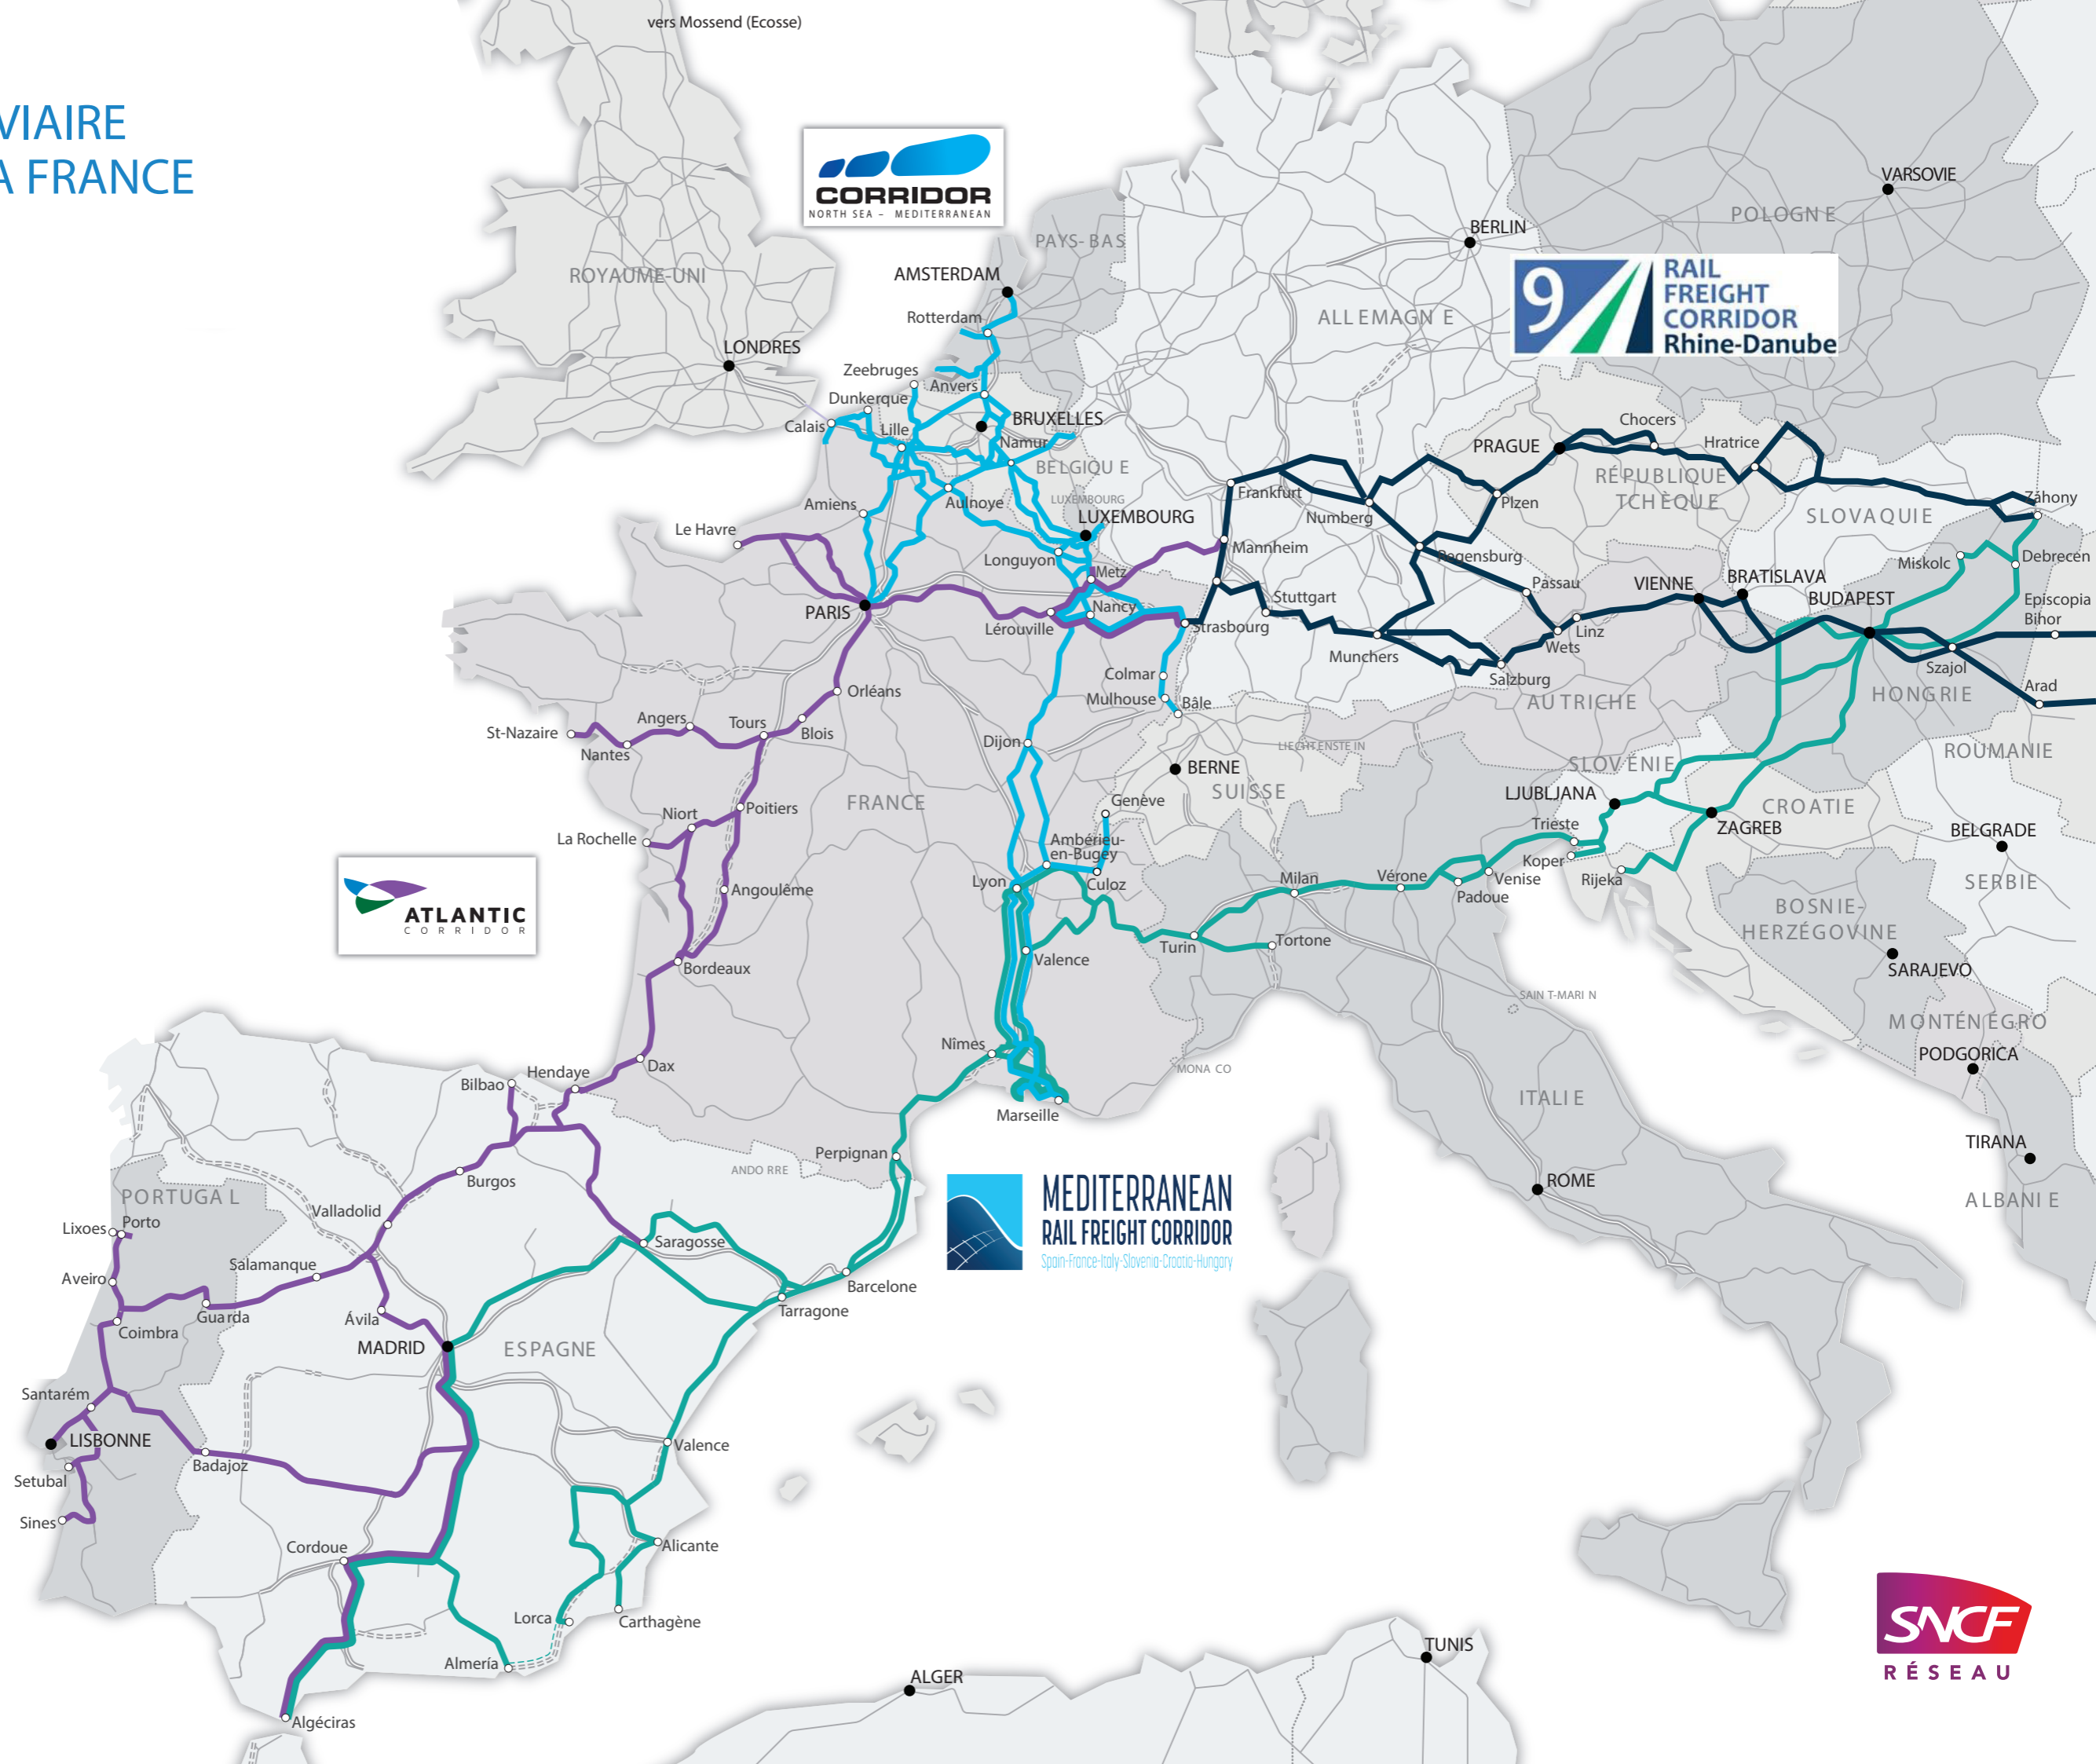 vers Mossend (Ecosse)
VIAIRE
A FRANCE
CORRIDOR
NORTH SEA – MEDITERRANEAN
VARSOVIE
POLOGNE
PAYS-BAS
BERLIN
ROYAUME-UNI
AMSTERDAM
9
RAIL
FREIGHT
CORRIDOR
Rhine-Danube
Rotterdam
ALLEMAGNE
LONDRES
Zeebruges
Anvers
Dunkerque
BRUXELLES
Calais
Lille
Namur
Chocers
Hratrice
PRAGUE
BELGIQUE
RÉPUBLIQUE
TCHÈQUE
Frankfurt
LUXEMBOURG
Aulnoye
Amiens
Plzen
Záhony
Numberg
LUXEMBOURG
SLOVAQUIE
Le Havre
Mannheim
Longuyon
Regensburg
Debrecen
Miskolc
Metz
Passau
VIENNE
BRATISLAVA
BUDAPEST
PARIS
Nancy
Stuttgart
Episcopia
Bihor
Lérouville
Strasbourg
Linz
Wets
Munchers
Szajol
Colmar
Salzburg
Arad
Orléans
Mulhouse
Bâle
AUTRICHE
HONGRIE
St-Nazaire
Angers
Tours
Blois
Nantes
Dijon
LIECHTENSTEIN
ROUMANIE
BERNE
SLOVÉNIE
SUISSE
FRANCE
Genève
LJUBLJANA
CROATIE
Niort
Poitiers
Trieste
ZAGREB
BELGRADE
La Rochelle
Ambérieu-
en-Bugey
Koper
Lyon
Culoz
Milan
Vérone
Venise
Rijeka
SERBIE
Angoulême
Padoue
ATLANTIC
CORRIDOR
BOSNIE-
HERZÉGOVINE
Turin
Tortone
Valence
Bordeaux
SARAJEVO
SAINT-MARIN
MONTÉNÉGRO
Nîmes
PODGORICA
Dax
MONACO
Hendaye
Bilbao
Marseille
ITALIE
TIRANA
Perpignan
ANDORRE
MEDITERRANEAN
RAIL FREIGHT CORRIDOR
Spain-France-Italy-Slovenia-Croatia-Hungary
Burgos
ROME
PORTUGAL
ALBANIE
Valladolid
Lixoes
Porto
Saragosse
Salamanque
Aveiro
Barcelone
Guarda
Tarragone
Ávila
Coimbra
MADRID
ESPAGNE
Santarém
LISBONNE
Valence
Badajoz
Setubal
Sines
Cordoue
Alicante
Lorca
Carthagène
Almería
TUNIS
ALGER
Algéciras
SNCF
RÉSEAU